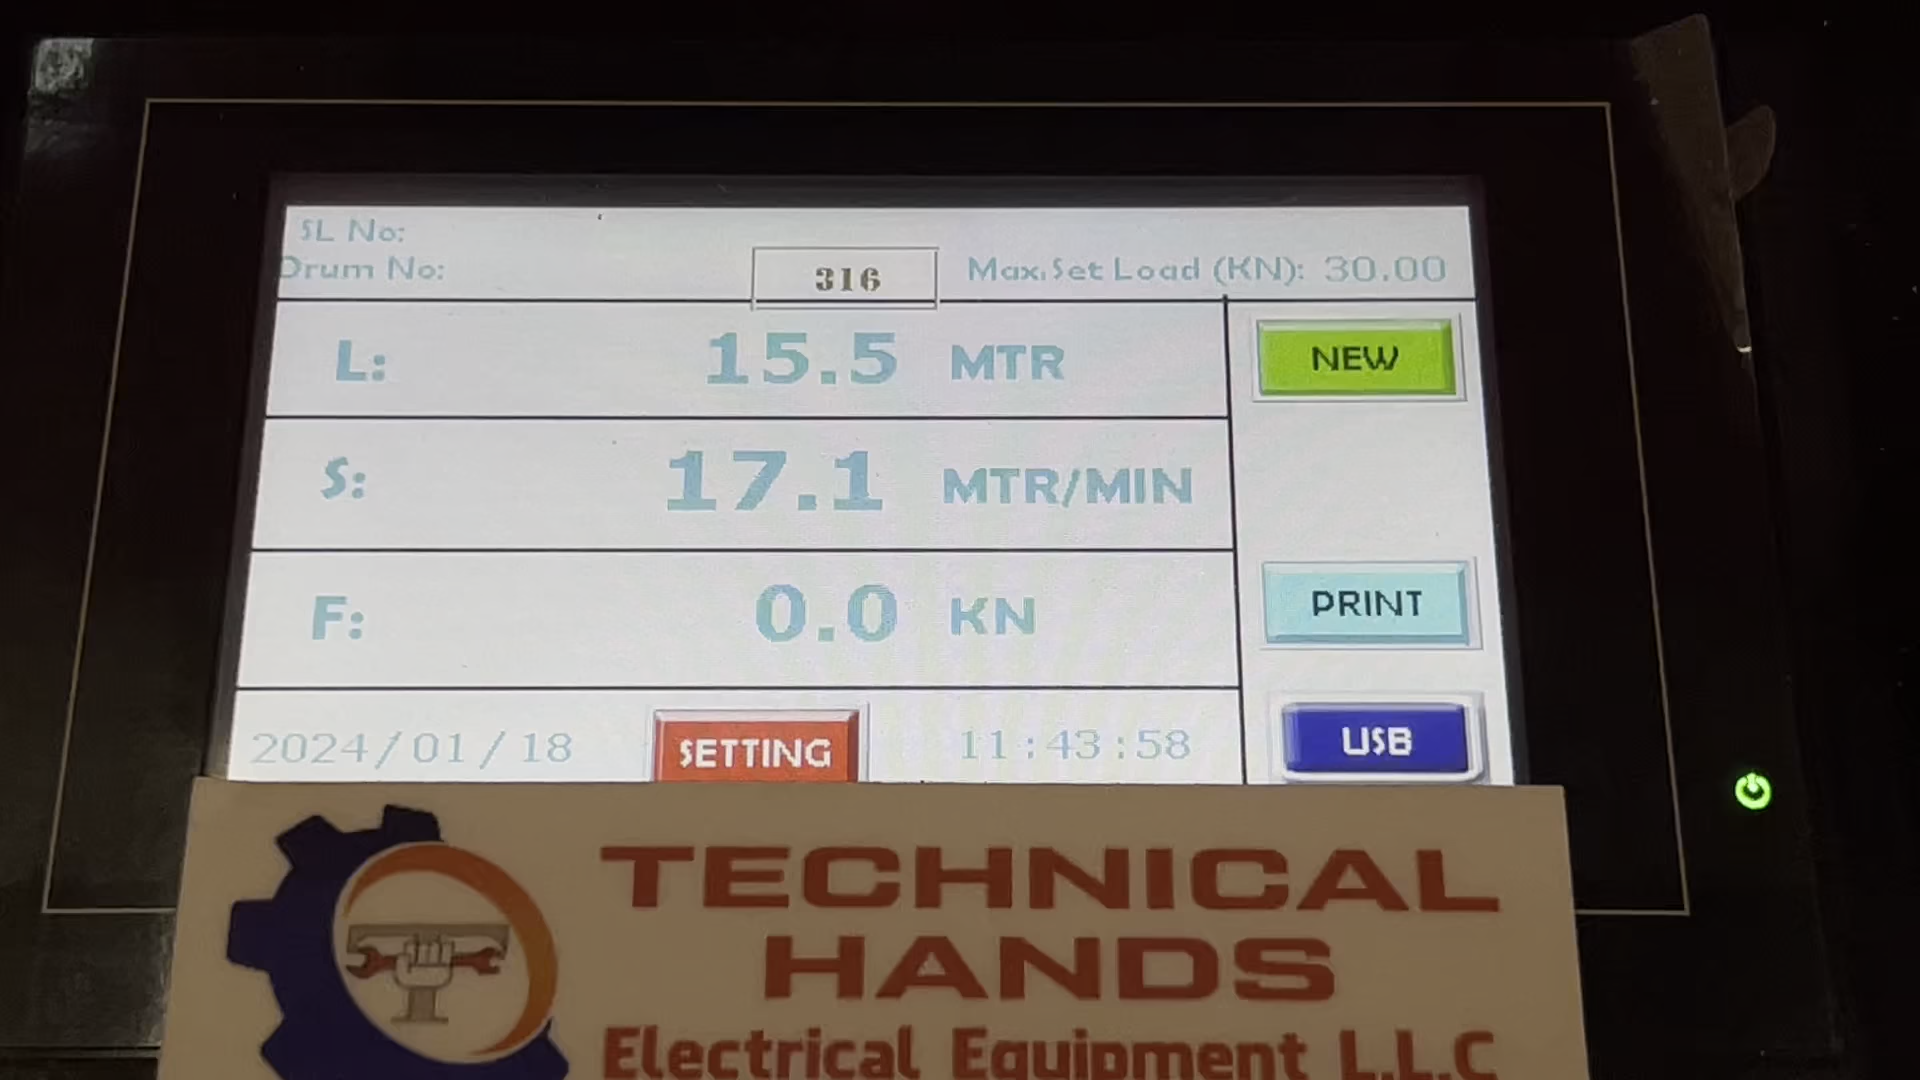 SL No:
Drum No:
316
Max.Set Load (KN): 30.00
L: 15.5 MTR
NEW
S: 17.1 MTR/MIN
F: 0.0 KN
PRINT
2024/01/18
SETTING
11:43:58
USB
TECHNICAL
HANDS
Electrical Equipment L.L.C